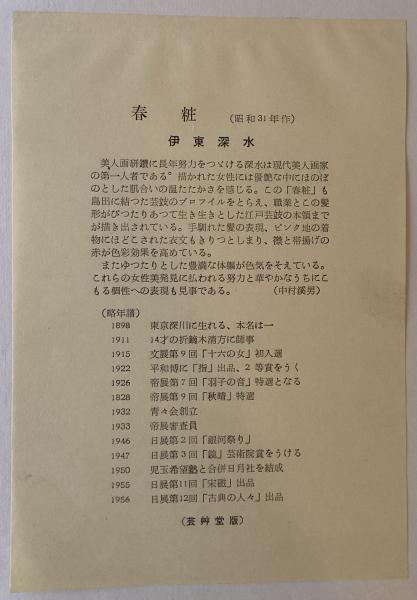 春粧 (昭和31年作)
伊東深水
美人画研鑽に長年努力をつゞける深水は現代美人画家
の第一人者である。描かれた女性には優艶な中にほのぼ
のとした肌合いの温たたかさを感じる。この「春粧」も
島田に結つた芸妓のプロフイルをとらえ、職業とこの髪
形がぴつたりあつて生き生きとした江戸芸妓の本領まで
が描き出されている。手馴れた髪の表現、ピンク地の着
物にほどこされた衣文もきりつとしまり、襟と帯揚げの
赤が色彩効果を高めている。
またゆつたりとした豊満な体軀が色気をそえている。
これらの女性美発見に払われる努力と華やかなうちにこ
もる個性への表現も見事である。 (中村溪男)
(略年譜)
1898 東京深川に生れる、本名は一
1911 14才の折鏑木清方に師事
1915 文展第9回「十六の女」初入選
1922 平和博に「指」出品、2等賞をうく
1926 帝展第7回「羽子の音」特選となる
1828 帝展第9回「秋晴」特選
1932 青々会創立
1933 帝展審査員
1946 日展第2回「銀河祭り」
1947 日展第3回「鏡」芸術院賞をうける
1950 児玉希望塾と合併日月社を結成
1955 日展第11回「宋磁」出品
1956 日展第12回「古典の人々」出品
(芸艸堂版)